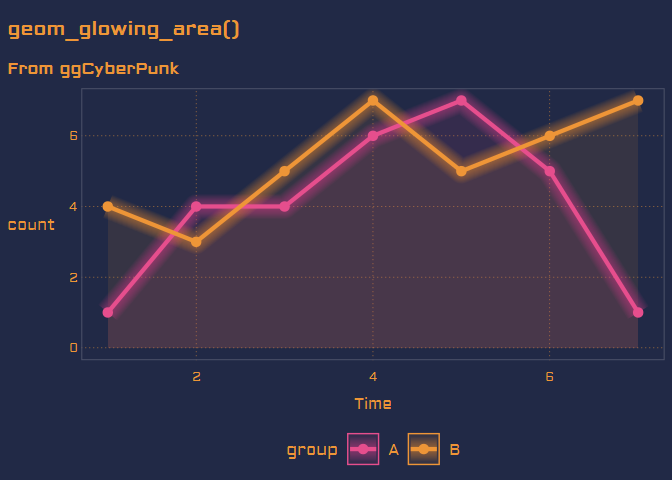 geom_glowing_area()
From ggCyberPunk
6
4
count
2
0
2 4 6
Time
group A B